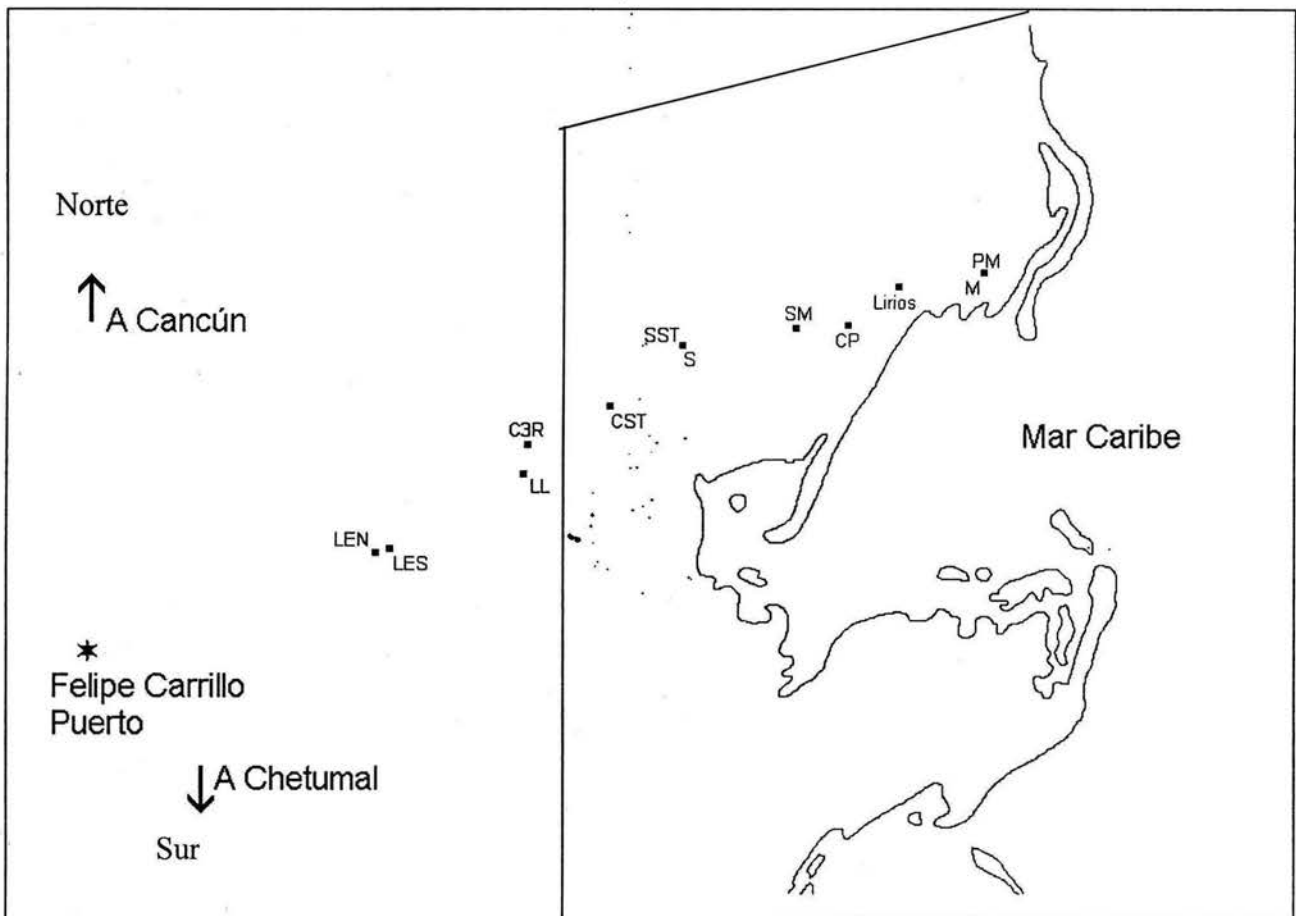 Norte
A Cancún
PM
M
Lirios
SM
CP
SST
S
CST
C3R
LL
LEN
LES
Mar Caribe
Felipe Carrillo
Puerto
A Chetumal
Sur